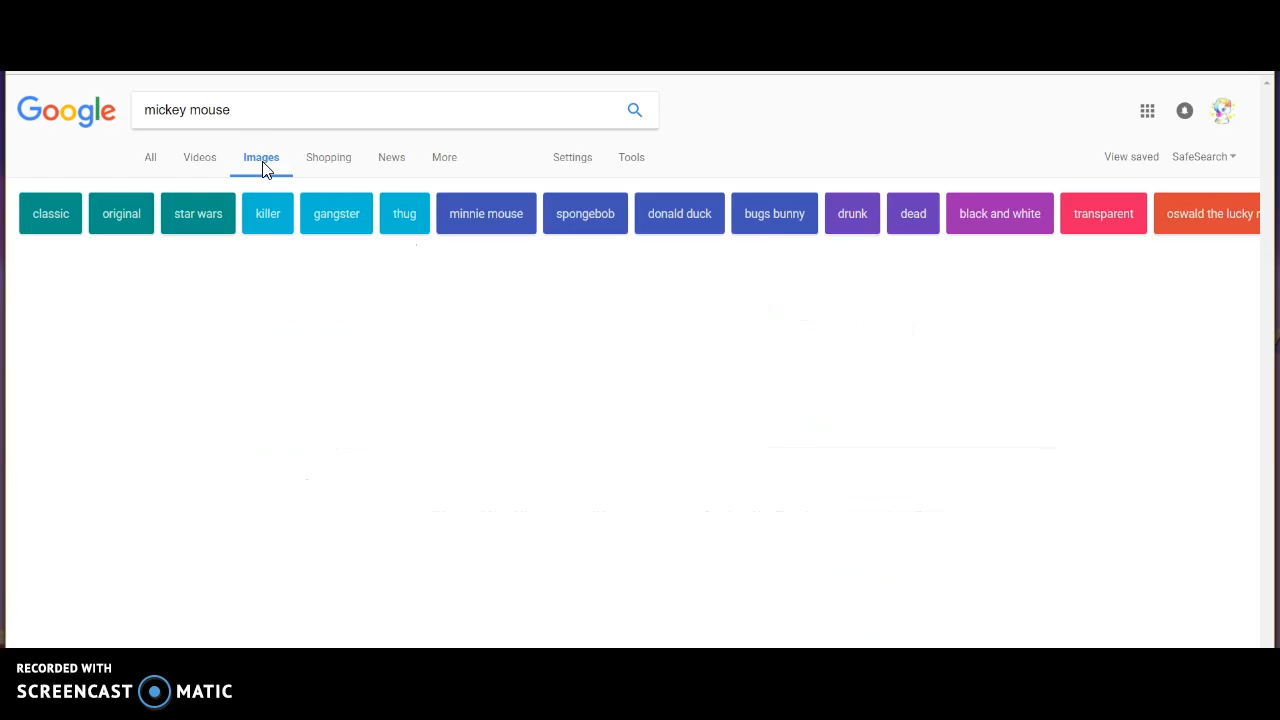 Google mickey mouse
All Videos Images Shopping News More Settings Tools View saved SafeSearch
classic original star wars killer gangster thug minnie mouse spongebob donald duck bugs bunny drunk dead black and white transparent oswald the lucky r
RECORDED WITH
SCREENCAST MATIC